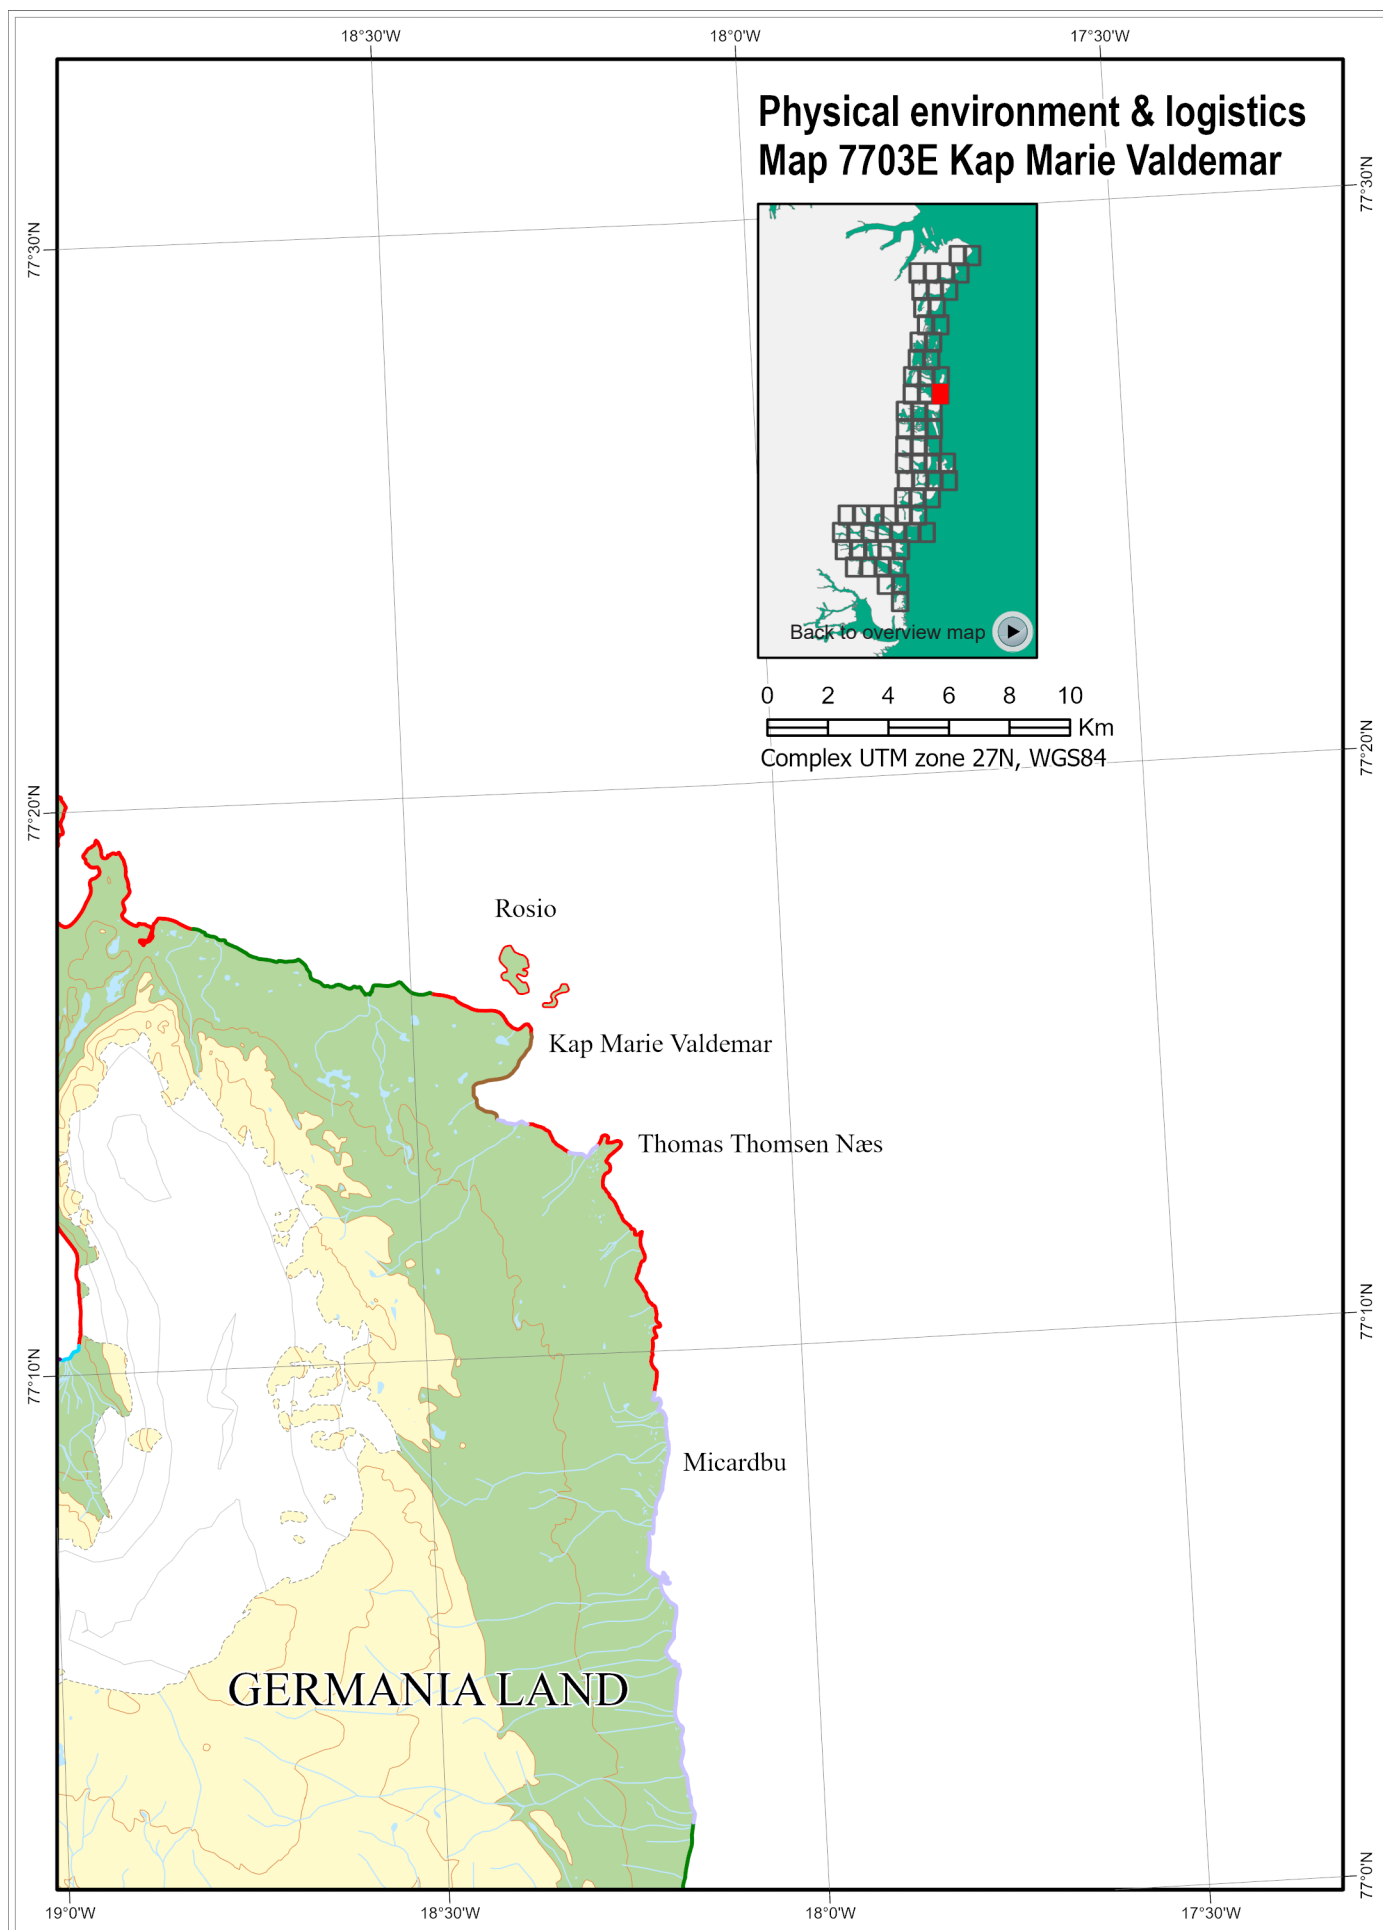 18°30'W
18°0'W
17°30'W
Physical environment & logistics
Map 7703E Kap Marie Valdemar
77°30'N
77°30'N
Back to overview map
0 2 4 6 8 10
Km
Complex UTM zone 27N, WGS84
77°20'N
77°20'N
Rosio
Kap Marie Valdemar
Thomas Thomsen Næs
77°10'N
77°10'N
Micardbu
GERMANIA LAND
77°0'N
19°0'W
18°30'W
18°0'W
17°30'W